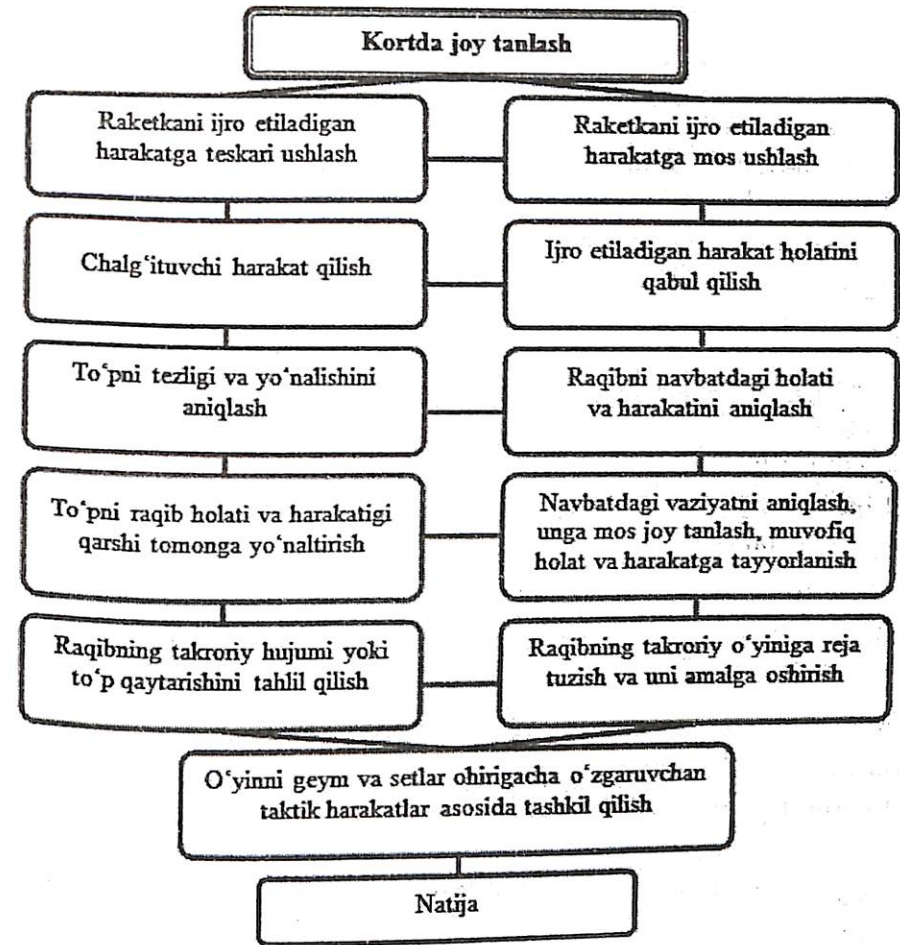 Kortda joy tanlash
Raketkani ijro etiladigan
harakatga teskari ushlash
Raketkani ijro etiladigan
harakatga mos ushlash
Chalg‘ituvchi harakat qilish
Ijro etiladigan harakat holatini
qabul qilish
To‘pni tezligi va yo‘nalishini
aniqlash
Raqibni navbatdagi holati
va harakatini aniqlash
To‘pni raqib holati va harakatigi
qarshi tomonga yo‘naltirish
Navbatdagi vaziyatni aniqlash,
unga mos joy tanlash, muvofiq
holat va harakatga tayyorlanish
Raqibning takroriy hujumi yoki
to‘p qaytarishini tahlil qilish
Raqibning takroriy o‘yiniga reja
tuzish va uni amalga oshirish
O‘yinni geym va setlar ohirigacha o‘zgaruvchan
taktik harakatlar asosida tashkil qilish
Natija